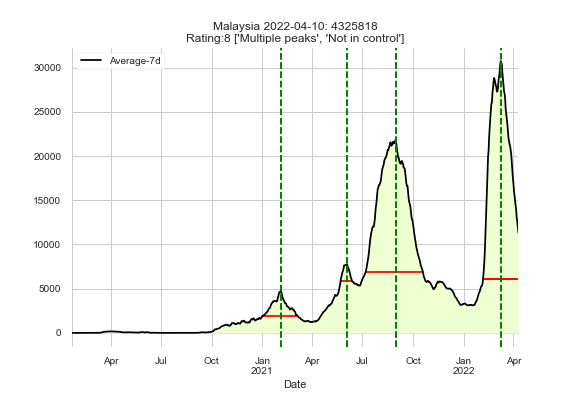 Malaysia 2022-04-10: 4325818
Rating:8 ['Multiple peaks', 'Not in control']
Average-7d
30000
25000
20000
15000
10000
5000
0
Apr
Jul
Oct
Jan
2021
Apr
Jul
Oct
Jan
2022
Apr
Date